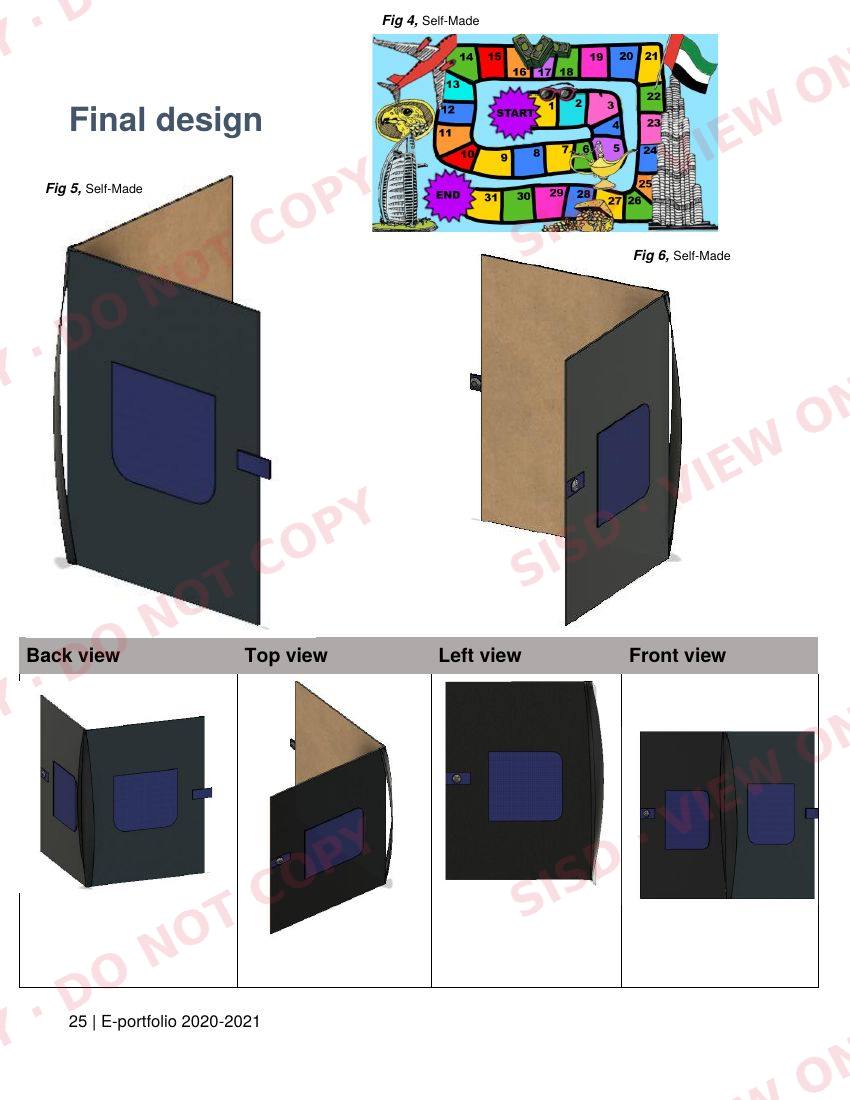 Fig 4, Self-Made
14 15 16 17 18 19 20 21
13 22
12 START 1 2 3 23
11 4 24
10 9 8 7 6 5 25
END 31 30 29 28 27 26
Final design
Fig 5, Self-Made
Fig 6, Self-Made
Back view Top view Left view Front view
25 | E-portfolio 2020-2021
SISD · VIEW ONLY · DO NOT COPY